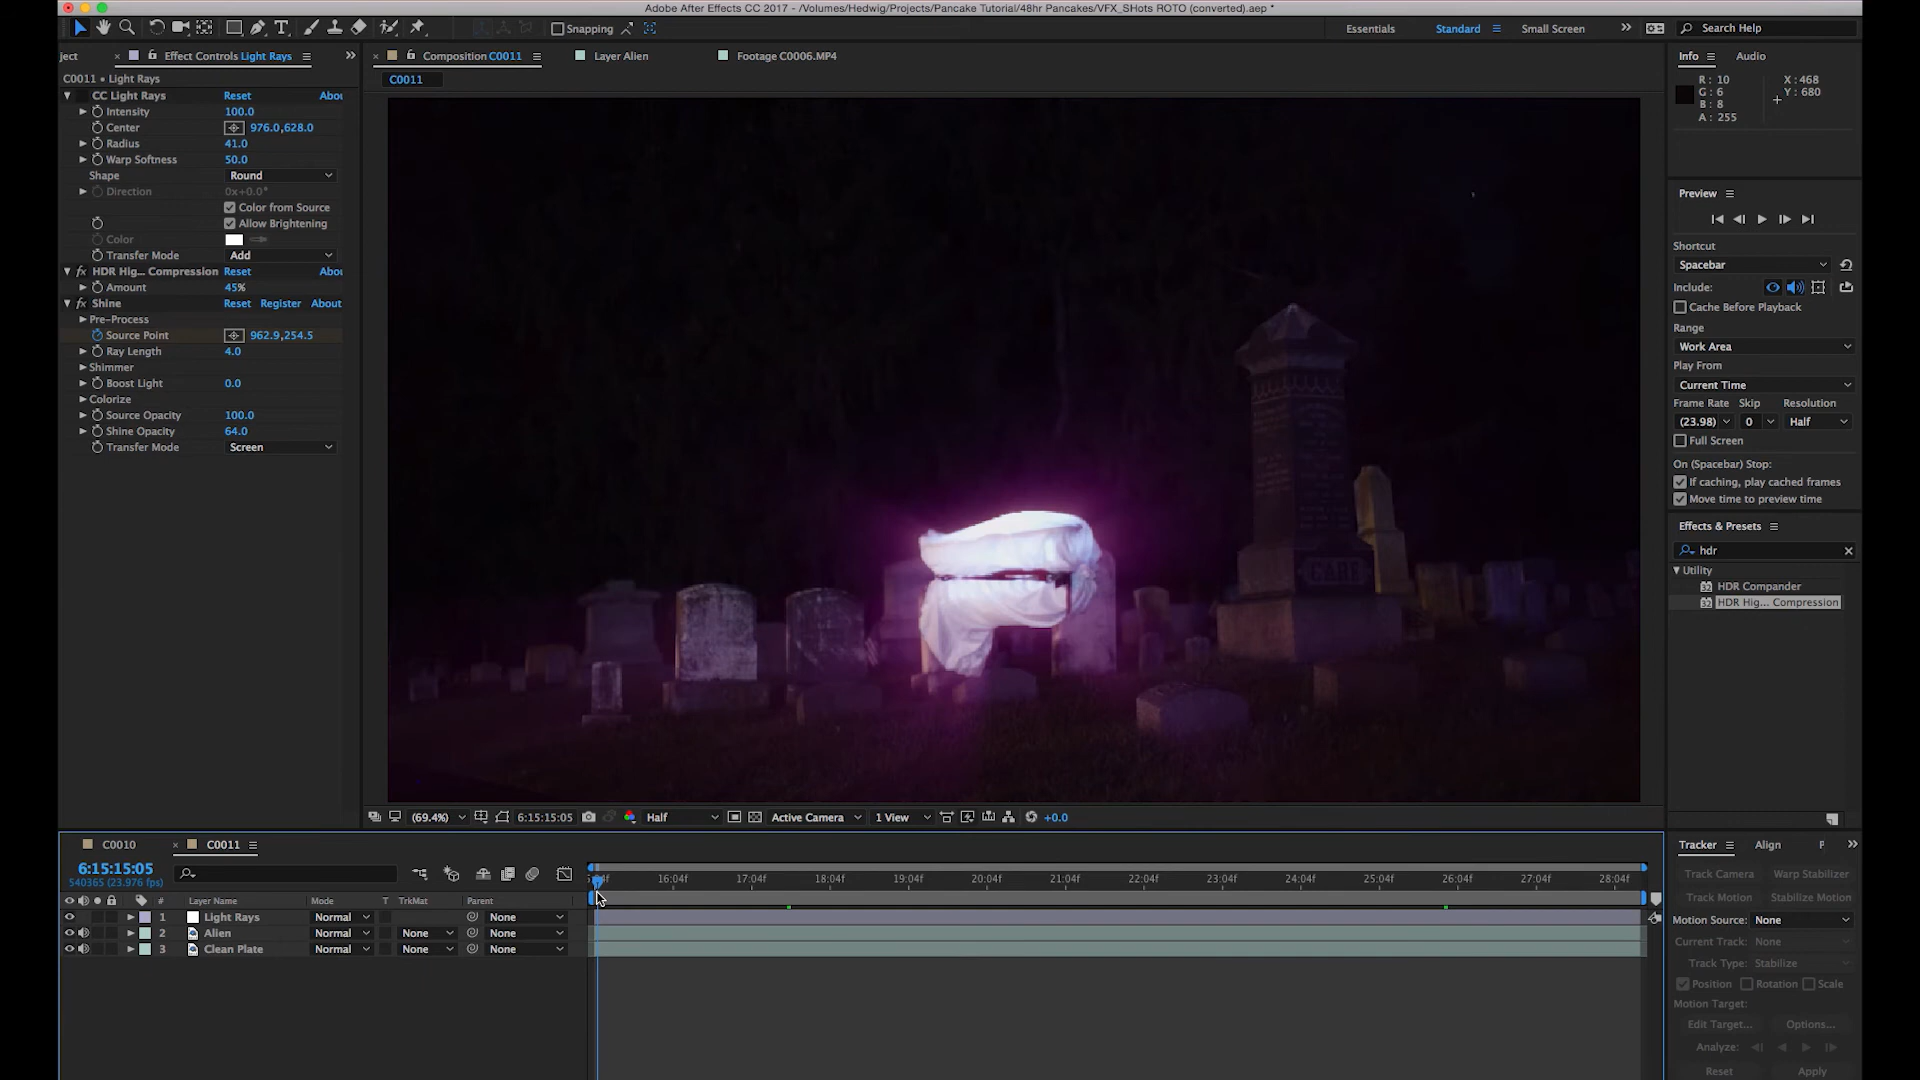 Adobe After Effects CC 2017 - /Volumes/Hedwig/Projects/Pancake Tutorial/48hr Pancakes/VFX_SHots ROTO (converted).aep *
Snapping
Essentials
Standard
Small Screen
Search Help
ject
Effect Controls Light Rays
Composition C0011
Layer Alien
Footage C0006.MP4
Info
Audio
C0011 • Light Rays
C0011
R: 10
G: 6
B: 8
A: 255
X: 468
Y: 680
CC Light Rays Reset Abou
Intensity 100.0
Center 976.0,628.0
Radius 41.0
Warp Softness 50.0
Shape Round
Direction 0x+0.0°
Color from Source
Allow Brightening
Color
Transfer Mode Add
HDR Hig... Compression Reset Abou
Amount 45%
Shine Reset Register About
Pre-Process
Source Point 962.9,254.5
Ray Length 4.0
Shimmer
Boost Light 0.0
Colorize
Source Opacity 100.0
Shine Opacity 64.0
Transfer Mode Screen
Preview
Shortcut
Spacebar
Include:
Cache Before Playback
Range
Work Area
Play From
Current Time
Frame Rate Skip Resolution
(23.98) 0 Half
Full Screen
On (Spacebar) Stop:
If caching, play cached frames
Move time to preview time
Effects & Presets
hdr
Utility
HDR Compander
HDR Hig... Compression
(69.4%)
6:15:15:05
Half
Active Camera
1 View
+0.0
C0010
C0011
6:15:15:05
540365 (23.976 fps)
16:04f 17:04f 18:04f 19:04f 20:04f 21:04f 22:04f 23:04f 24:04f 25:04f 26:04f 27:04f 28:04f
# Layer Name Mode T TrkMat Parent
1 Light Rays Normal None
2 Alien Normal None None
3 Clean Plate Normal None None
Tracker
Align
P
Track Camera Warp Stabilizer
Track Motion Stabilize Motion
Motion Source: None
Current Track: None
Track Type: Stabilize
Position Rotation Scale
Motion Target:
Edit Target... Options...
Analyze:
Reset Apply